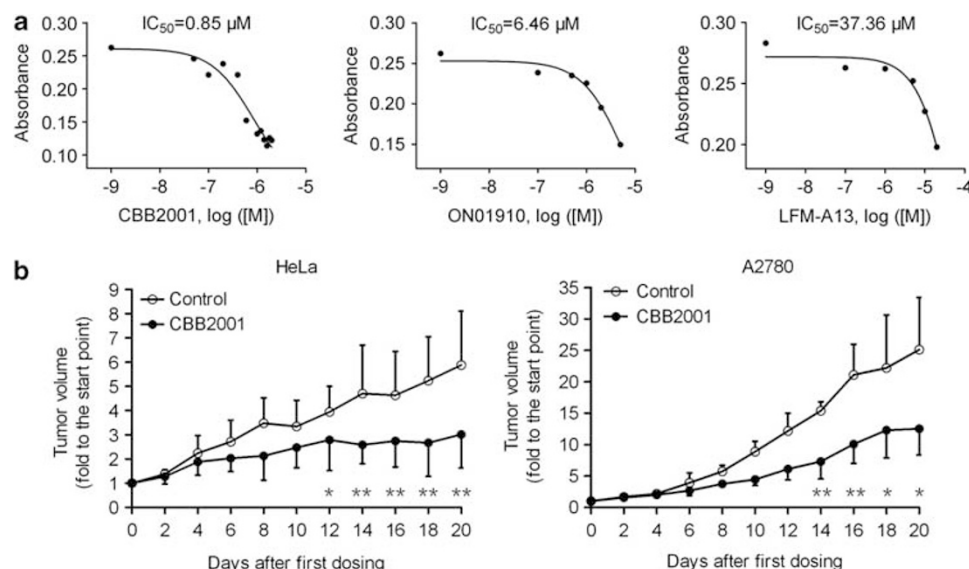 a
IC50=0.85 µM
IC50=6.46 µM
IC50=37.36 µM
Absorbance
0.30
0.25
0.20
0.15
0.10
-9 -8 -7 -6 -5
CBB2001, log ([M])
Absorbance
0.30
0.25
0.20
0.15
-9 -8 -7 -6 -5
ON01910, log ([M])
Absorbance
0.30
0.25
0.20
-9 -8 -7 -6 -5 -4
LFM-A13, log ([M])
b
HeLa
Control
CBB2001
Tumor volume
(fold to the start point)
9
8
7
6
5
4
3
2
1
0
* ** ** ** **
0 2 4 6 8 10 12 14 16 18 20
Days after first dosing
A2780
Control
CBB2001
Tumor volume
(fold to the start point)
35
30
25
20
15
10
5
0
** ** * *
0 2 4 6 8 10 12 14 16 18 20
Days after first dosing